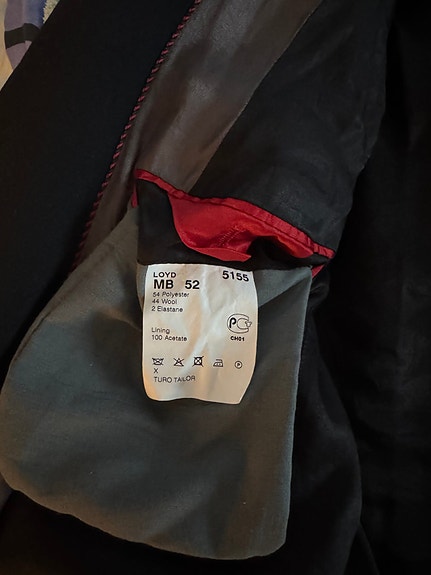 LOYD 5155
MB 52
54 Polyester
44 Wool
2 Elastane
Lining
100 Acetate
CH01
X
TURO TAILOR